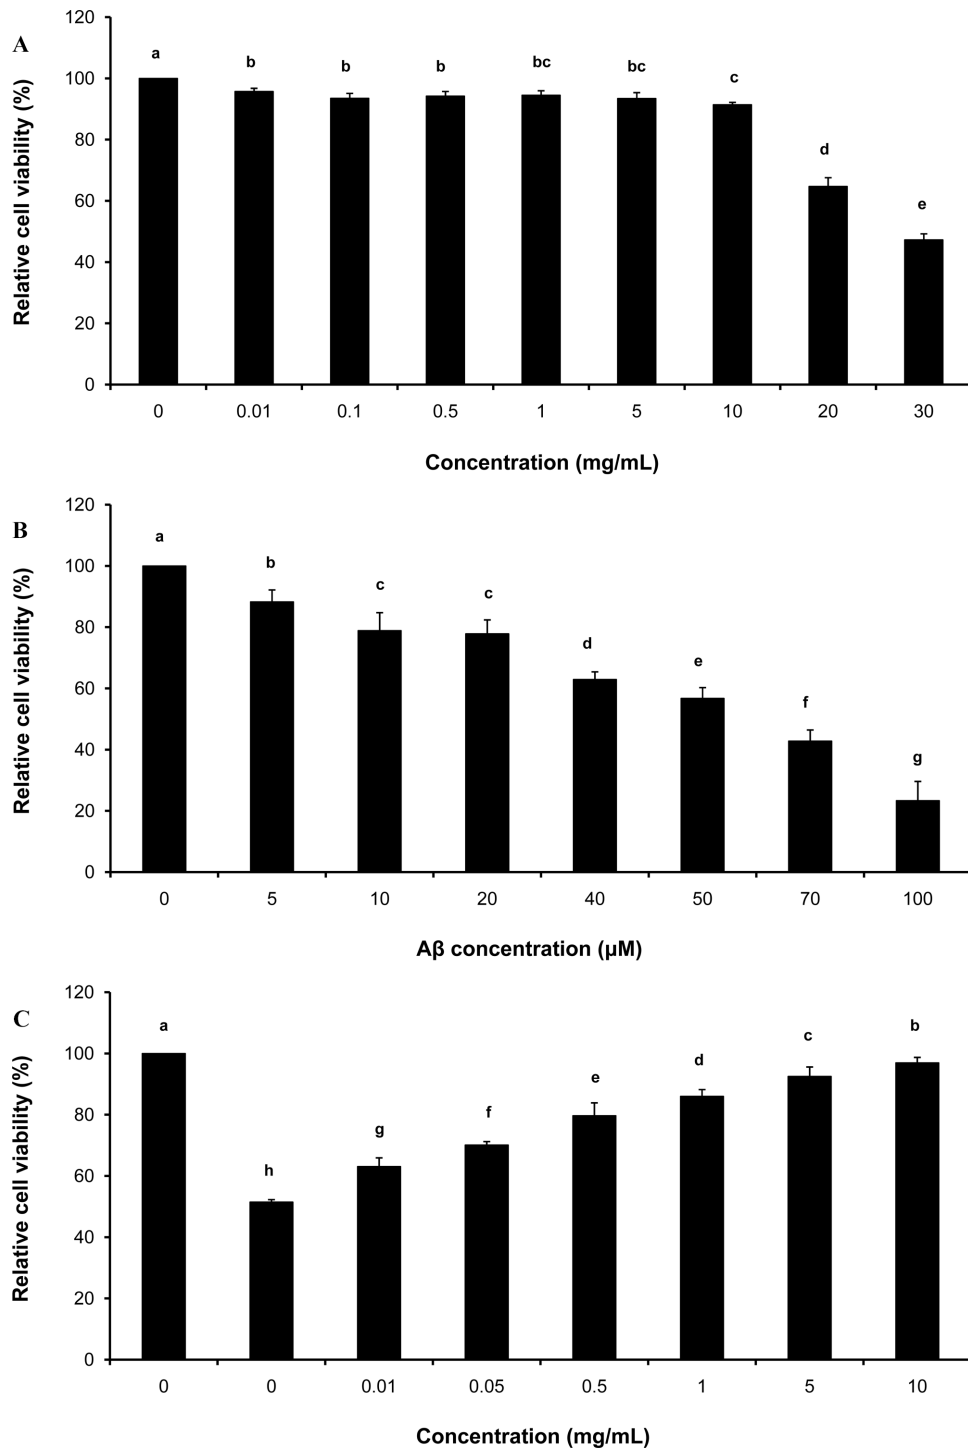 A
Relative cell viability (%)
120
100
80
60
40
20
0
a b b b bc bc c d e
0 0.01 0.1 0.5 1 5 10 20 30
Concentration (mg/mL)
B
Relative cell viability (%)
120
100
80
60
40
20
0
a b c c d e f g
0 5 10 20 40 50 70 100
Aβ concentration (μM)
C
Relative cell viability (%)
120
100
80
60
40
20
0
a h g f e d c b
0 0 0.01 0.05 0.5 1 5 10
Concentration (mg/mL)